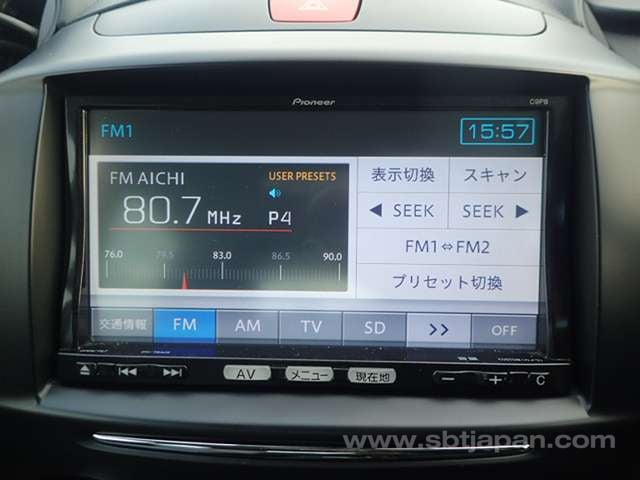 Pioneer C9P8
FM1 15:57
FM AICHI USER PRESETS
80.7 MHz P4
76.0 79.5 83.0 86.5 90.0
表示切換 スキャン
◀ SEEK SEEK ▶
FM1⇔FM2
プリセット切換
交通情報 FM AM TV SD >> OFF
AV メニュー 現在地 − + C
www.sbtjapan.com